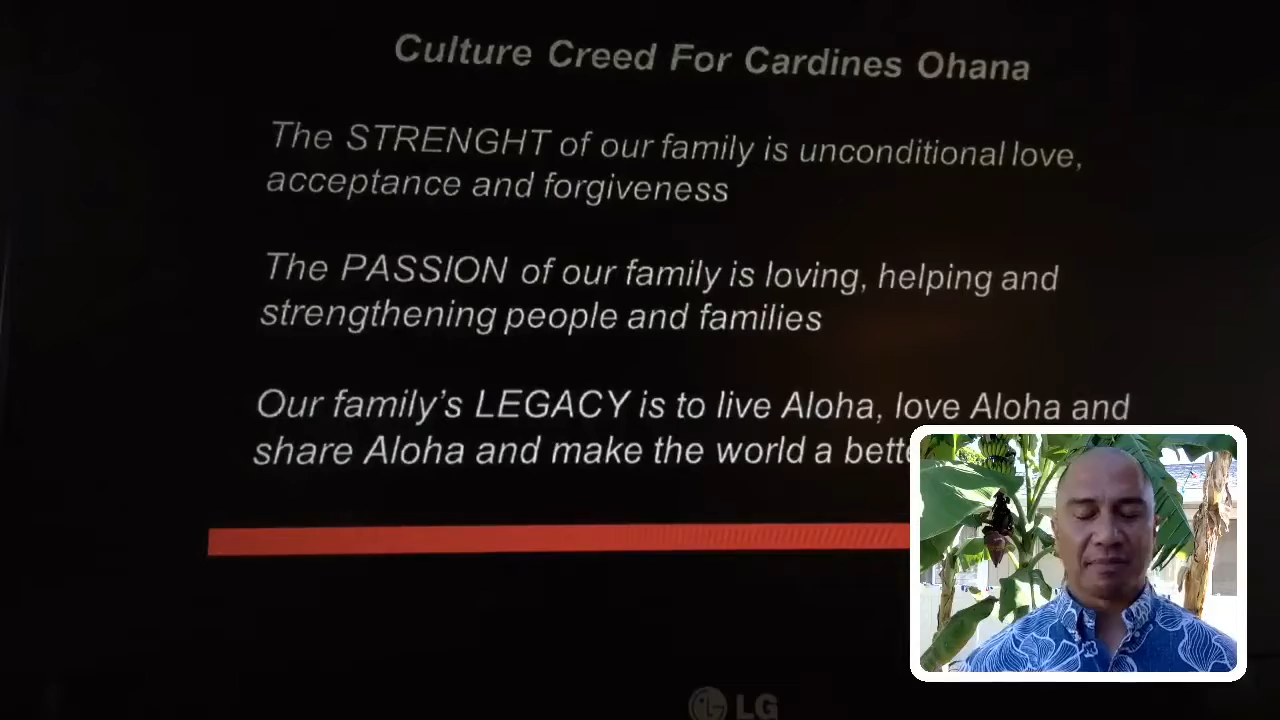 Culture Creed For Cardines Ohana
The STRENGHT of our family is unconditional love,
acceptance and forgiveness
The PASSION of our family is loving, helping and
strengthening people and families
Our family's LEGACY is to live Aloha, love Aloha and
share Aloha and make the world a
LG